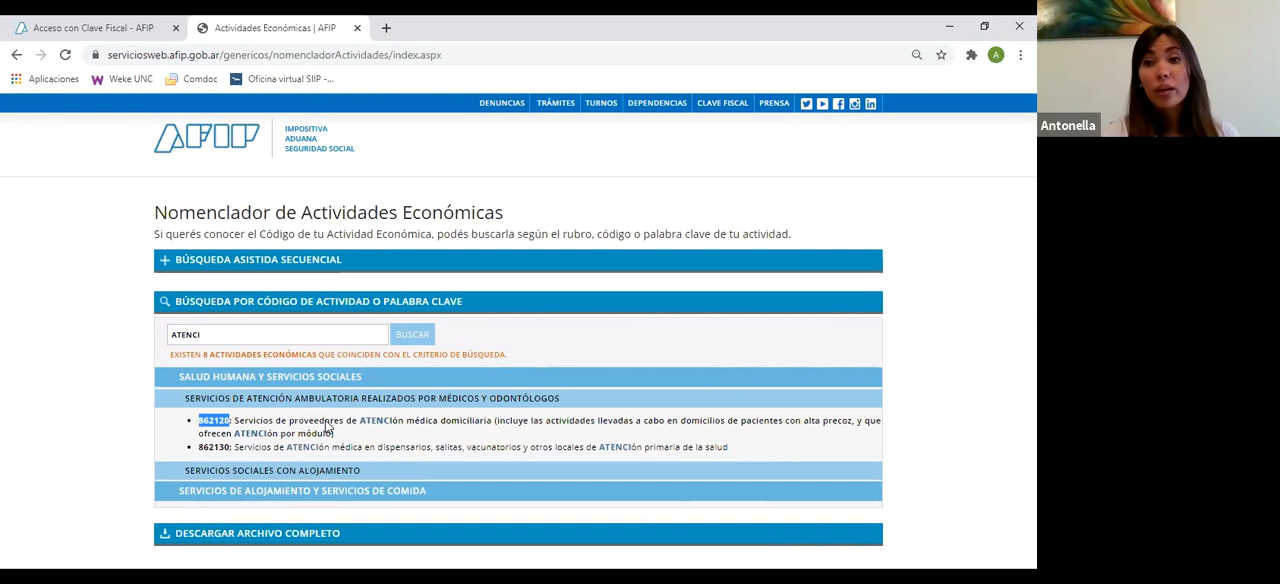 Acceso con Clave Fiscal - AFIP
Actividades Económicas | AFIP
serviciosweb.afip.gob.ar/genericos/nomencladorActividades/index.aspx
A
Aplicaciones
Weke UNC
Comdoc
Oficina virtual SIIP -...
DENUNCIAS
TRÁMITES
TURNOS
DEPENDENCIAS
CLAVE FISCAL
PRENSA
AFIP
IMPOSITIVA
ADUANA
SEGURIDAD SOCIAL
Antonella
Nomenclador de Actividades Económicas
Si querés conocer el Código de tu Actividad Económica, podés buscarla según el rubro, código o palabra clave de tu actividad.
BÚSQUEDA ASISTIDA SECUENCIAL
BÚSQUEDA POR CÓDIGO DE ACTIVIDAD O PALABRA CLAVE
ATENCI
BUSCAR
EXISTEN 8 ACTIVIDADES ECONÓMICAS QUE COINCIDEN CON EL CRITERIO DE BÚSQUEDA.
SALUD HUMANA Y SERVICIOS SOCIALES
SERVICIOS DE ATENCIÓN AMBULATORIA REALIZADOS POR MÉDICOS Y ODONTÓLOGOS
862120: Servicios de proveedores de ATENCIón médica domiciliaria (incluye las actividades llevadas a cabo en domicilios de pacientes con alta precoz, y que
ofrecen ATENCIón por módulo)
862130: Servicios de ATENCIón médica en dispensarios, salitas, vacunatorios y otros locales de ATENCIón primaria de la salud
SERVICIOS SOCIALES CON ALOJAMIENTO
SERVICIOS DE ALOJAMIENTO Y SERVICIOS DE COMIDA
DESCARGAR ARCHIVO COMPLETO